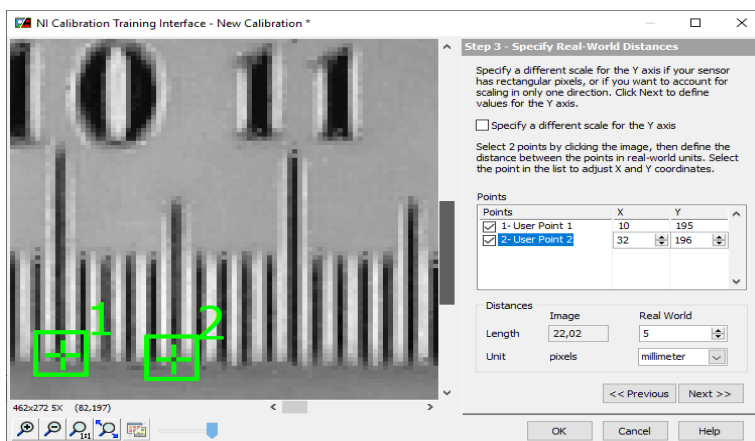 NI Calibration Training Interface - New Calibration *
Step 3 - Specify Real-World Distances
Specify a different scale for the Y axis if your sensor
has rectangular pixels, or if you want to account for
scaling in only one direction. Click Next to define
values for the Y axis.
Specify a different scale for the Y axis
Select 2 points by clicking the image, then define the
distance between the points in real-world units. Select
the point in the list to adjust X and Y coordinates.
Points
Points X Y
1- User Point 1 10 195
2- User Point 2 32 196
Distances
Image Real World
Length 22,02 5
Unit pixels millimeter
<< Previous Next >>
OK Cancel Help
0 11
1 2
462x272 5X (82,197)
1:1